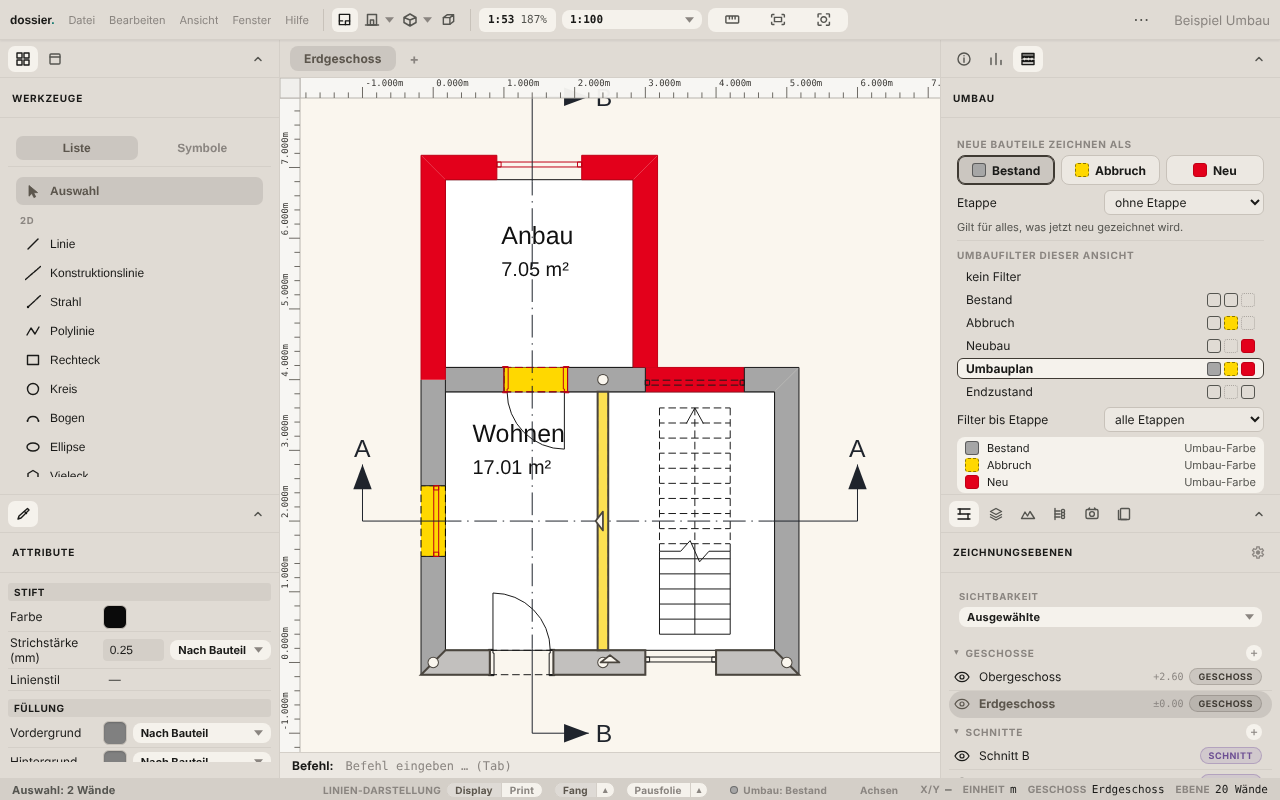 dossier. Datei Bearbeiten Ansicht Fenster Hilfe 1:53 187% 1:100 ··· Beispiel Umbau
WERKZEUGE
Liste Symbole
Auswahl
2D
Linie
Konstruktionslinie
Strahl
Polylinie
Rechteck
Kreis
Bogen
Ellipse
Vieleck
ATTRIBUTE
STIFT
Farbe
Strichstärke (mm) 0.25 Nach Bauteil
Linienstil —
FÜLLUNG
Vordergrund Nach Bauteil
Hintergrund Nach Bauteil
Erdgeschoss +
-1.000m 0.000m 1.000m 2.000m 3.000m 4.000m 5.000m 6.000m 7.
7.000m
6.000m
5.000m
4.000m
3.000m
2.000m
1.000m
0.000m
-1.000m
B
Anbau
7.05 m²
Wohnen
17.01 m²
A A
B
Befehl: Befehl eingeben … (Tab)
UMBAU
NEUE BAUTEILE ZEICHNEN ALS
Bestand Abbruch Neu
Etappe ohne Etappe
Gilt für alles, was jetzt neu gezeichnet wird.
UMBAUFILTER DIESER ANSICHT
kein Filter
Bestand
Abbruch
Neubau
Umbauplan
Endzustand
Filter bis Etappe alle Etappen
Bestand Umbau-Farbe
Abbruch Umbau-Farbe
Neu Umbau-Farbe
ZEICHNUNGSEBENEN
SICHTBARKEIT
Ausgewählte
GESCHOSSE +
Obergeschoss +2.60 GESCHOSS
Erdgeschoss ±0.00 GESCHOSS
SCHNITTE +
Schnitt B SCHNITT
Auswahl: 2 Wände LINIEN-DARSTELLUNG Display Print Fang Pausfolie Umbau: Bestand Achsen X/Y — EINHEIT m GESCHOSS Erdgeschoss EBENE 20 Wände